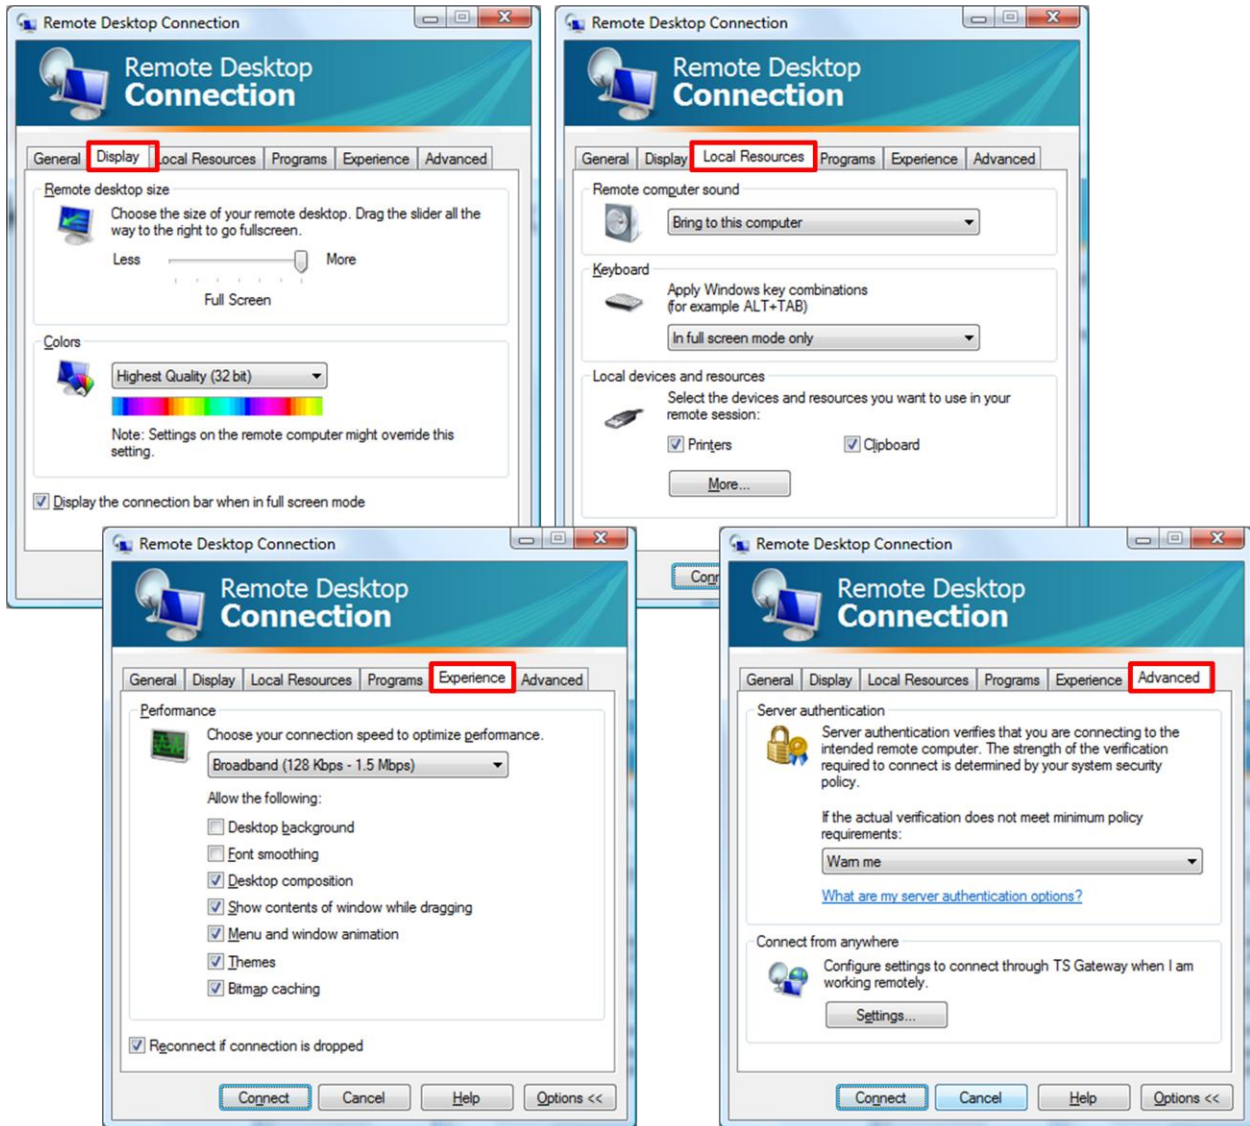 Remote Desktop Connection
Remote Desktop
Connection
General Display Local Resources Programs Experience Advanced
Remote desktop size
Choose the size of your remote desktop. Drag the slider all the
way to the right to go fullscreen.
Less More
Full Screen
Colors
Highest Quality (32 bit)
Note: Settings on the remote computer might override this
setting.
Display the connection bar when in full screen mode
Remote Desktop Connection
Remote Desktop
Connection
General Display Local Resources Programs Experience Advanced
Remote computer sound
Bring to this computer
Keyboard
Apply Windows key combinations
(for example ALT+TAB)
In full screen mode only
Local devices and resources
Select the devices and resources you want to use in your
remote session:
Printers Clipboard
More...
Remote Desktop Connection
Remote Desktop
Connection
General Display Local Resources Programs Experience Advanced
Performance
Choose your connection speed to optimize performance.
Broadband (128 Kbps - 1.5 Mbps)
Allow the following:
Desktop background
Font smoothing
Desktop composition
Show contents of window while dragging
Menu and window animation
Themes
Bitmap caching
Reconnect if connection is dropped
Connect Cancel Help Options <<
Remote Desktop Connection
Remote Desktop
Connection
General Display Local Resources Programs Experience Advanced
Server authentication
Server authentication verifies that you are connecting to the
intended remote computer. The strength of the verification
required to connect is determined by your system security
policy.
If the actual verification does not meet minimum policy
requirements:
Warn me
What are my server authentication options?
Connect from anywhere
Configure settings to connect through TS Gateway when I am
working remotely.
Settings...
Connect Cancel Help Options <<